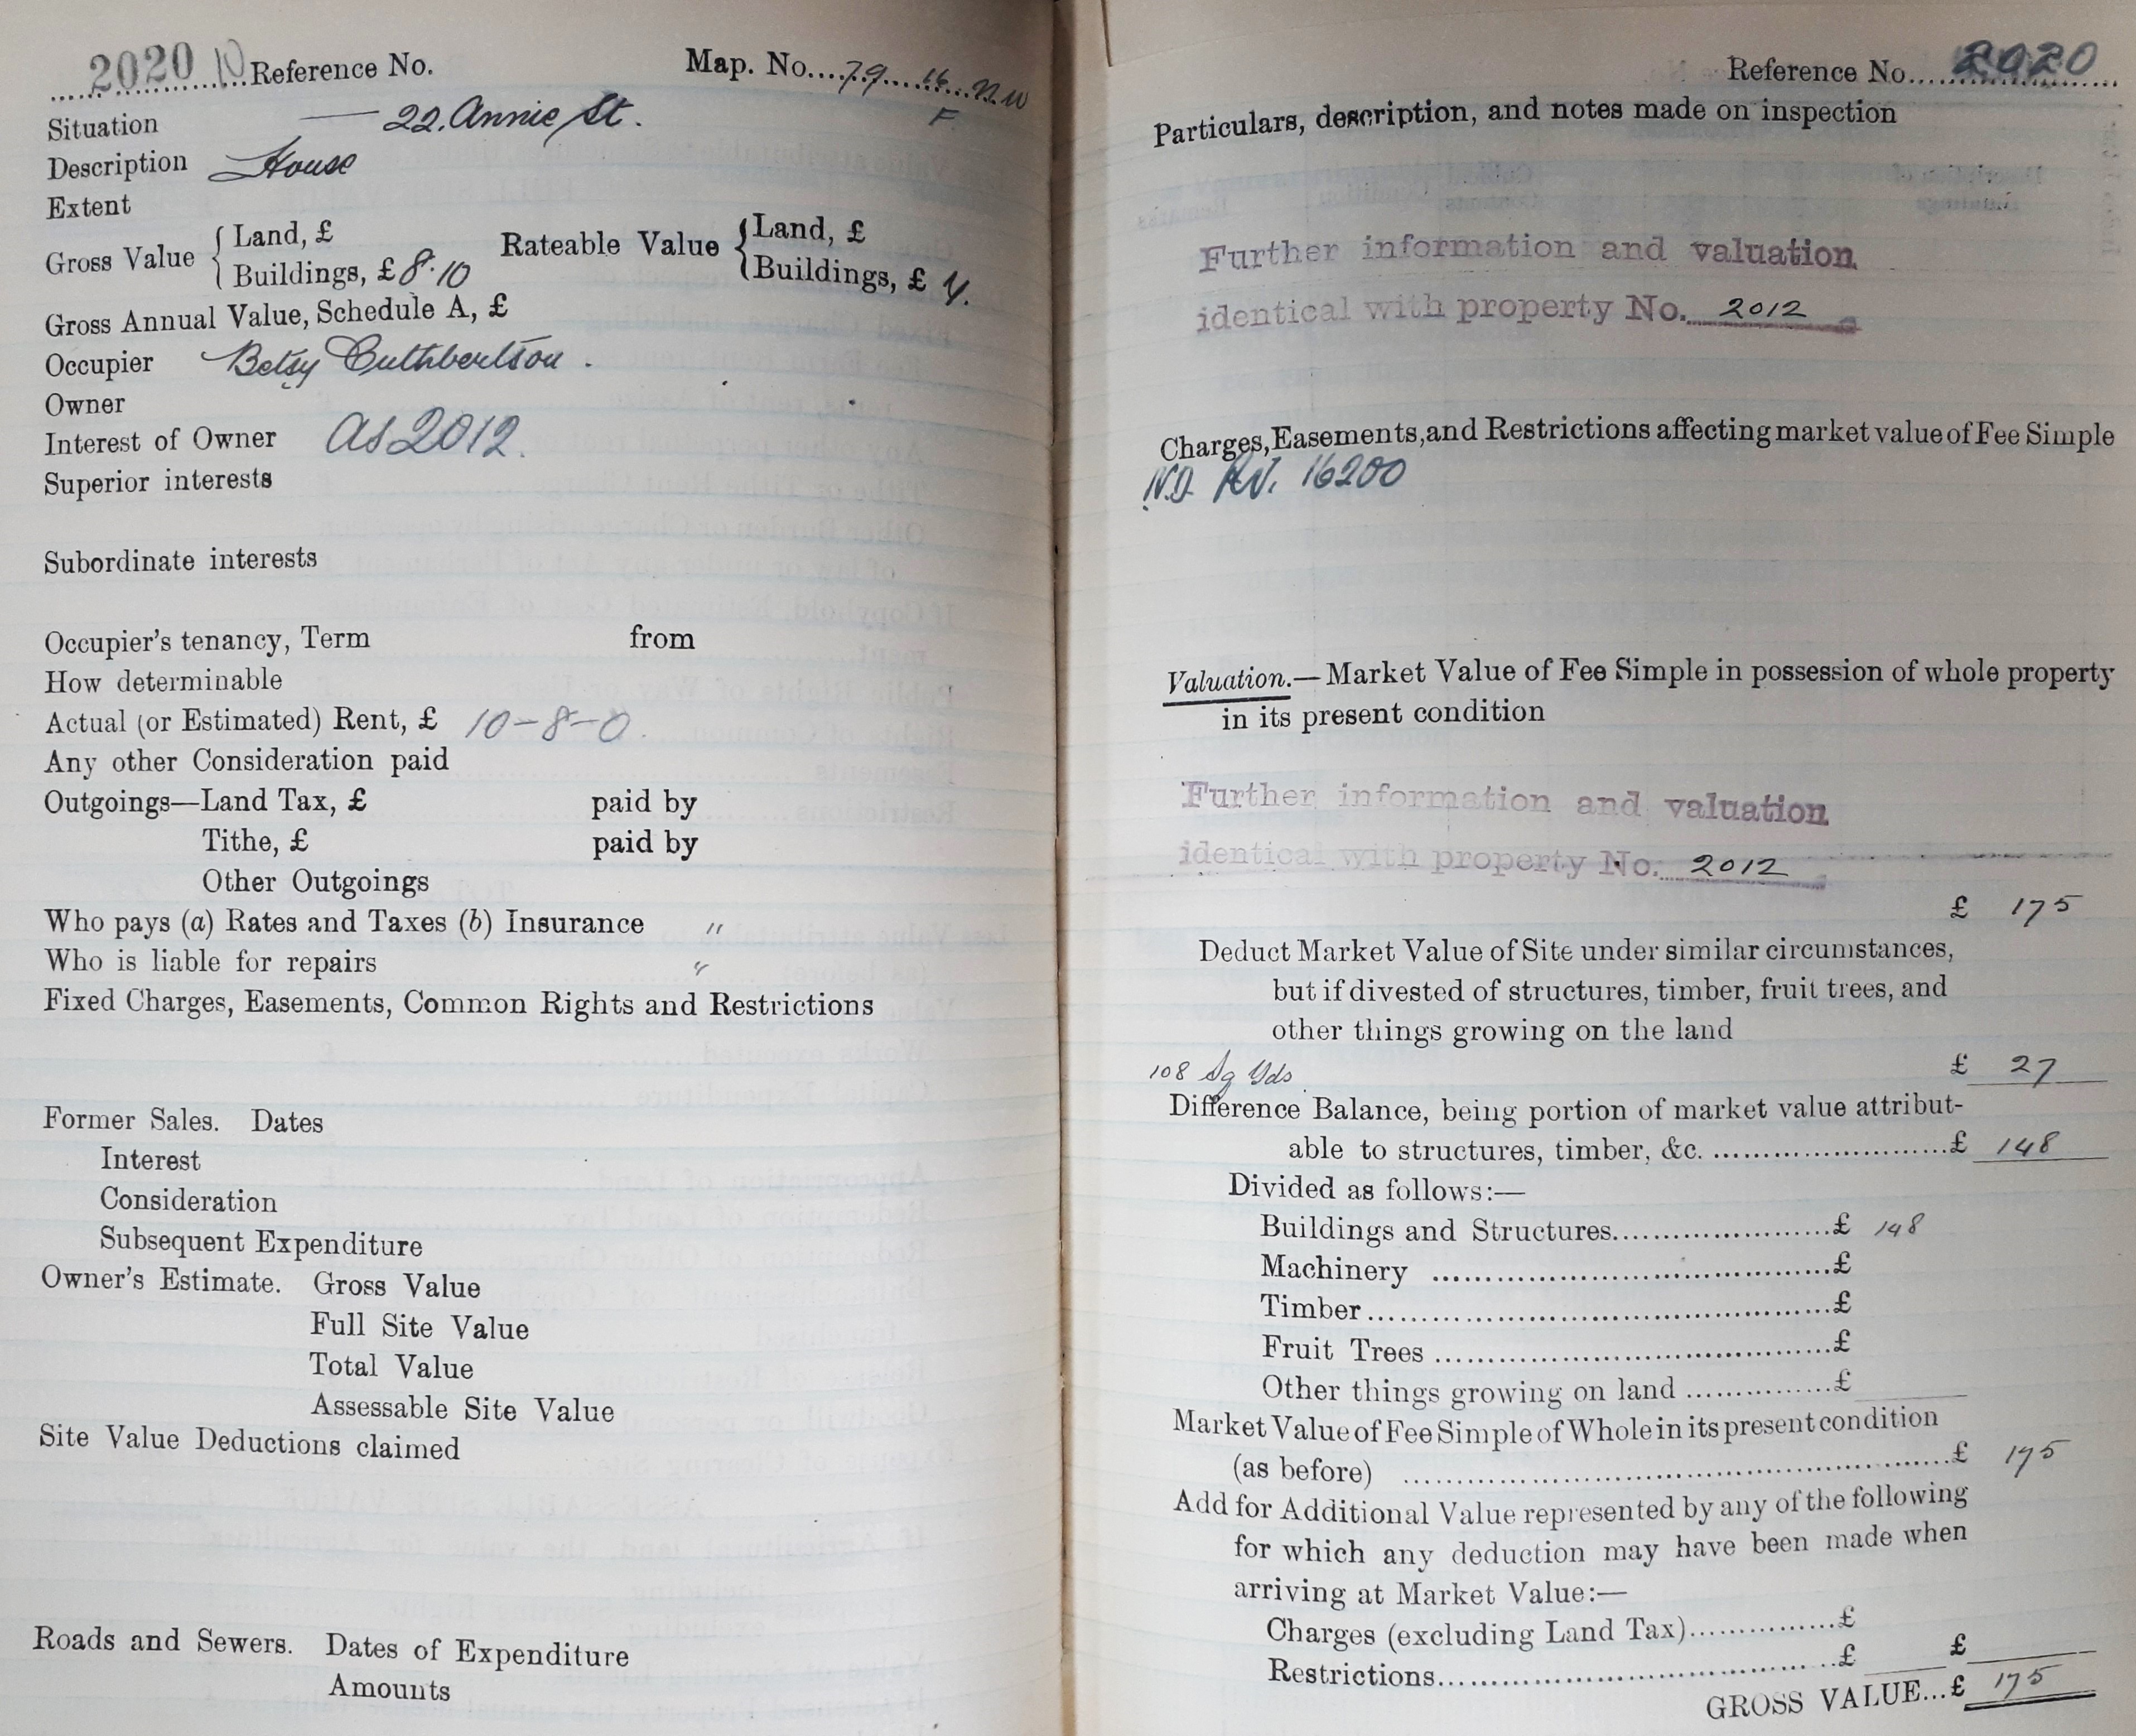 2020 Reference No. Map. No....79....16....N.W
Situation — 22. Annie St. F.
Description House
Extent
Gross Value { Land, £ Rateable Value { Land, £
Buildings, £ 8.10 Buildings, £
Gross Annual Value, Schedule A, £
Occupier Betsy Cuthbertson .
Owner
Interest of Owner as 2012.
Superior interests
Subordinate interests
Occupier's tenancy, Term from
How determinable
Actual (or Estimated) Rent, £ 10-8-0.
Any other Consideration paid
Outgoings—Land Tax, £ paid by
Tithe, £ paid by
Other Outgoings
Who pays (a) Rates and Taxes (b) Insurance "
Who is liable for repairs "
Fixed Charges, Easements, Common Rights and Restrictions
Former Sales. Dates
Interest
Consideration
Subsequent Expenditure
Owner's Estimate. Gross Value
Full Site Value
Total Value
Assessable Site Value
Site Value Deductions claimed
Roads and Sewers. Dates of Expenditure
Amounts
Reference No. 2020
Particulars, description, and notes made on inspection
Further information and valuation
identical with property No. 2012
Charges, Easements, and Restrictions affecting market value of Fee Simple
16200
Valuation.—Market Value of Fee Simple in possession of whole property
in its present condition
Further information and valuation
identical with property No. 2012
£ 175
Deduct Market Value of Site under similar circumstances,
but if divested of structures, timber, fruit trees, and
other things growing on the land
108 Sq Yds £ 27
Difference Balance, being portion of market value attribut-
able to structures, timber, &c. ........................£ 148
Divided as follows:—
Buildings and Structures......................£ 148
Machinery ........................................£
Timber..............................................£
Fruit Trees .......................................£
Other things growing on land ..............£
Market Value of Fee Simple of Whole in its present condition
(as before) ......................................................£ 175
Add for Additional Value represented by any of the following
for which any deduction may have been made when
arriving at Market Value:—
Charges (excluding Land Tax)...............£
Restrictions......................................£ £
GROSS VALUE...£ 175